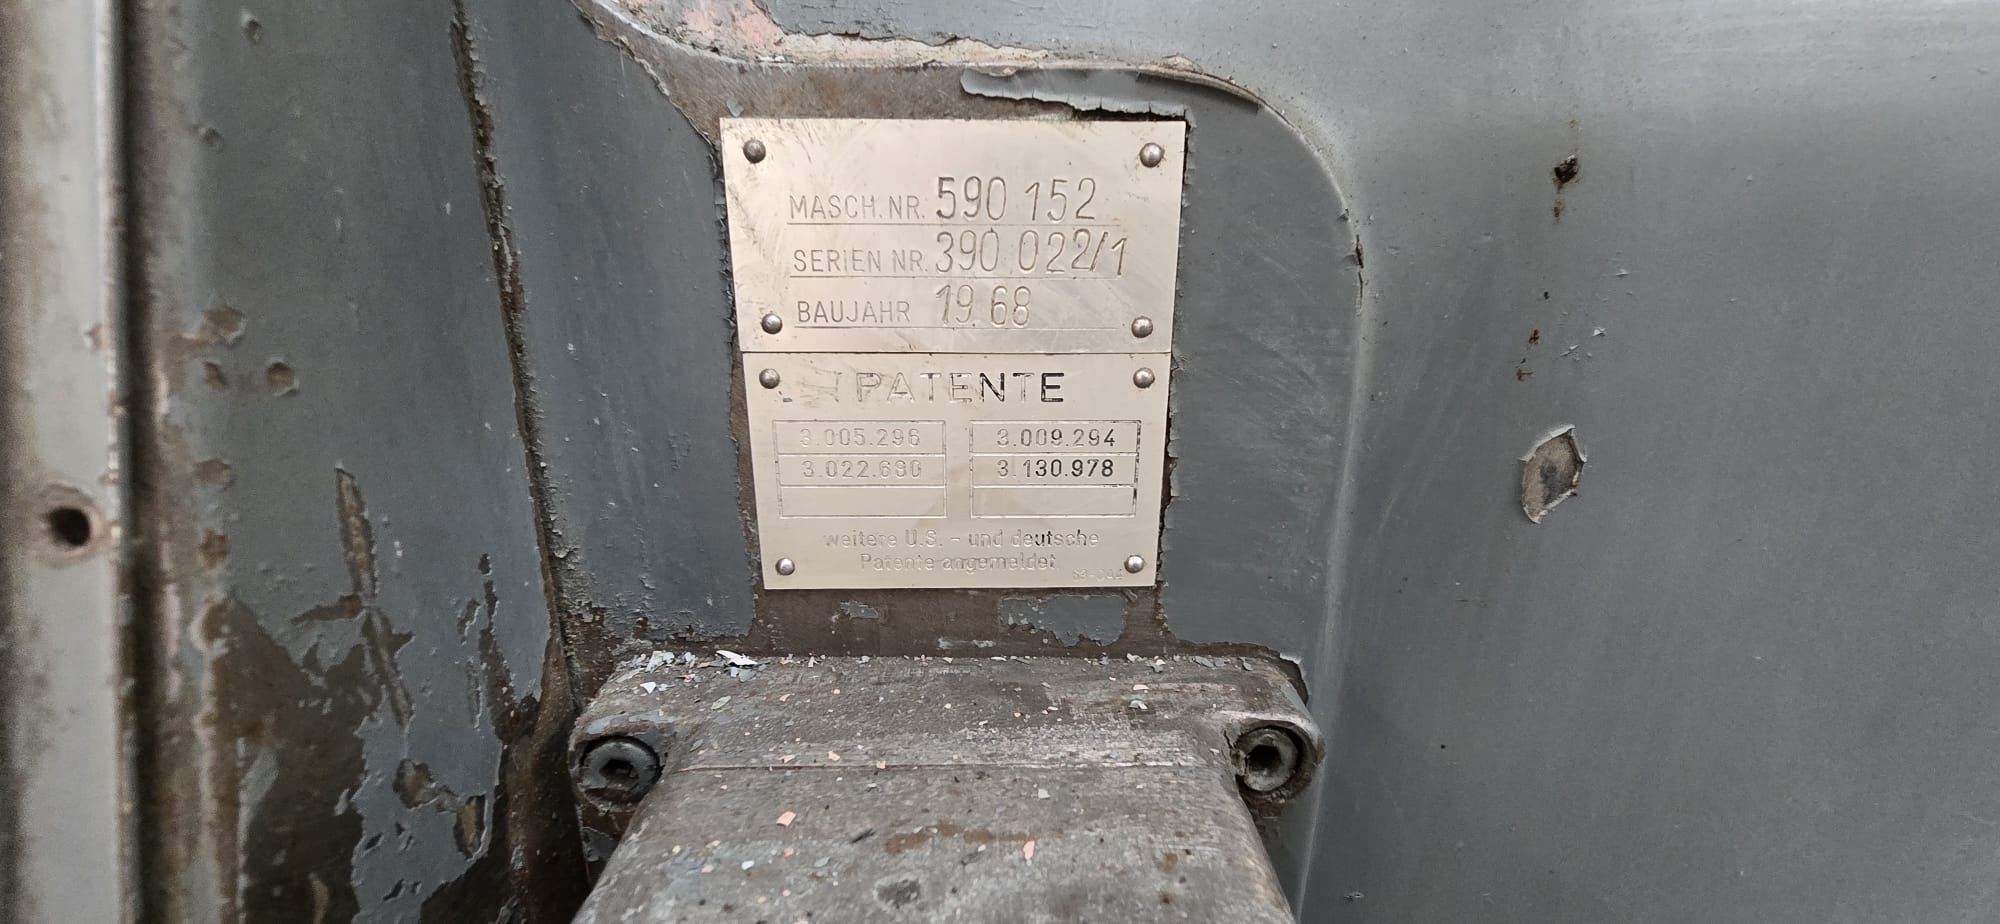 MASCH. NR. 590 152
SERIEN NR. 390 022/1
BAUJAHR 19 68
PATENTE
3.005.296 3.009.294
3.022.680 3.130.978
weitere U.S. - und deutsche
Patente angemeldet